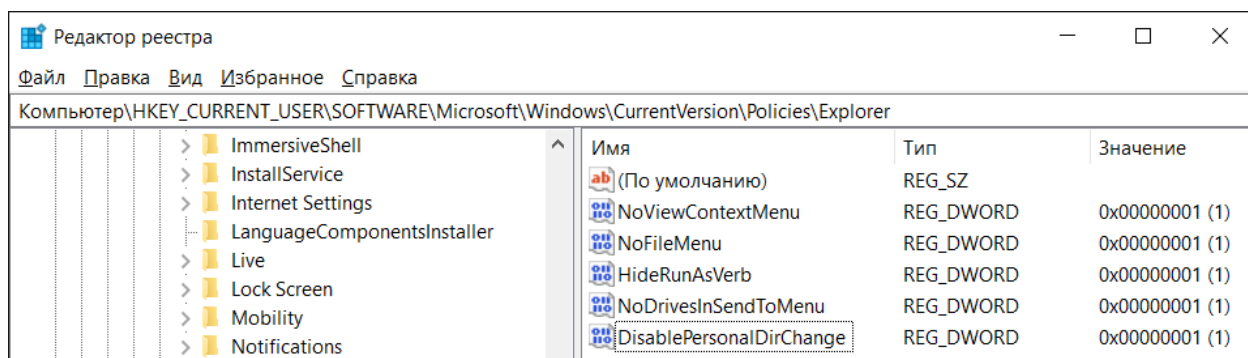 Редактор реестра
Файл Правка Вид Избранное Справка
Компьютер\HKEY_CURRENT_USER\SOFTWARE\Microsoft\Windows\CurrentVersion\Policies\Explorer
ImmersiveShell
InstallService
Internet Settings
LanguageComponentsInstaller
Live
Lock Screen
Mobility
Notifications
Имя Тип Значение
ab (По умолчанию) REG_SZ
NoViewContextMenu REG_DWORD 0x00000001 (1)
NoFileMenu REG_DWORD 0x00000001 (1)
HideRunAsVerb REG_DWORD 0x00000001 (1)
NoDrivesInSendToMenu REG_DWORD 0x00000001 (1)
DisablePersonalDirChange REG_DWORD 0x00000001 (1)